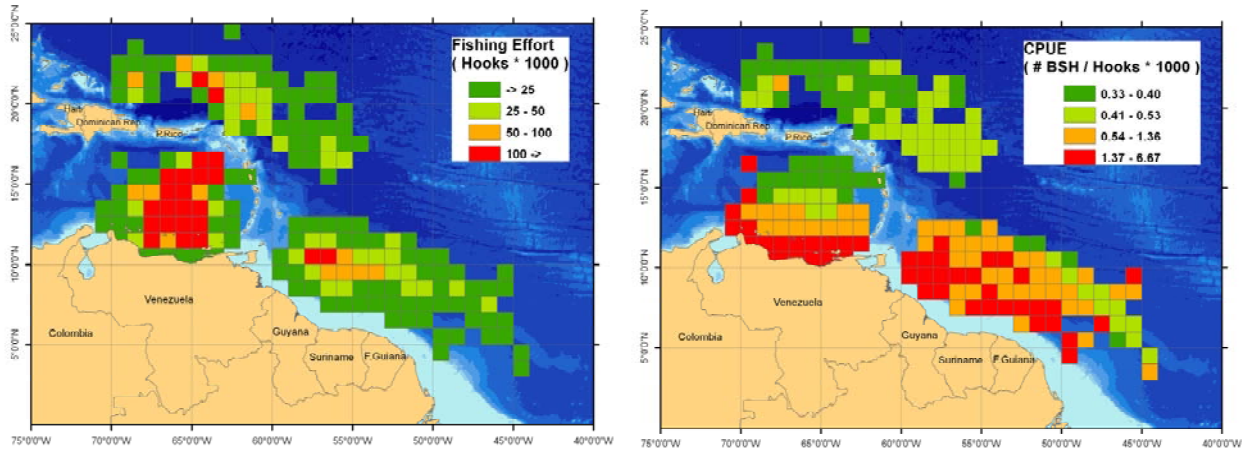 Fishing Effort
( Hooks * 1000 )
-> 25
25 - 50
50 - 100
100 ->
25°0'0"N
20°0'0"N
15°0'0"N
10°0'0"N
5°0'0"N
Haiti
Dominican Rep.
P.Rico
Venezuela
Colombia
Guyana
Suriname
F.Guiana
75°0'0"W 70°0'0"W 65°0'0"W 60°0'0"W 55°0'0"W 50°0'0"W 45°0'0"W 40°0'0"W
CPUE
( # BSH / Hooks * 1000 )
0.33 - 0.40
0.41 - 0.53
0.54 - 1.36
1.37 - 6.67
25°0'0"N
20°0'0"N
15°0'0"N
10°0'0"N
5°0'0"N
Haiti
Dominican Rep.
P.Rico
Venezuela
Colombia
Guyana
Suriname
F.Guiana
75°0'0"W 70°0'0"W 65°0'0"W 60°0'0"W 55°0'0"W 50°0'0"W 45°0'0"W 40°0'0"W